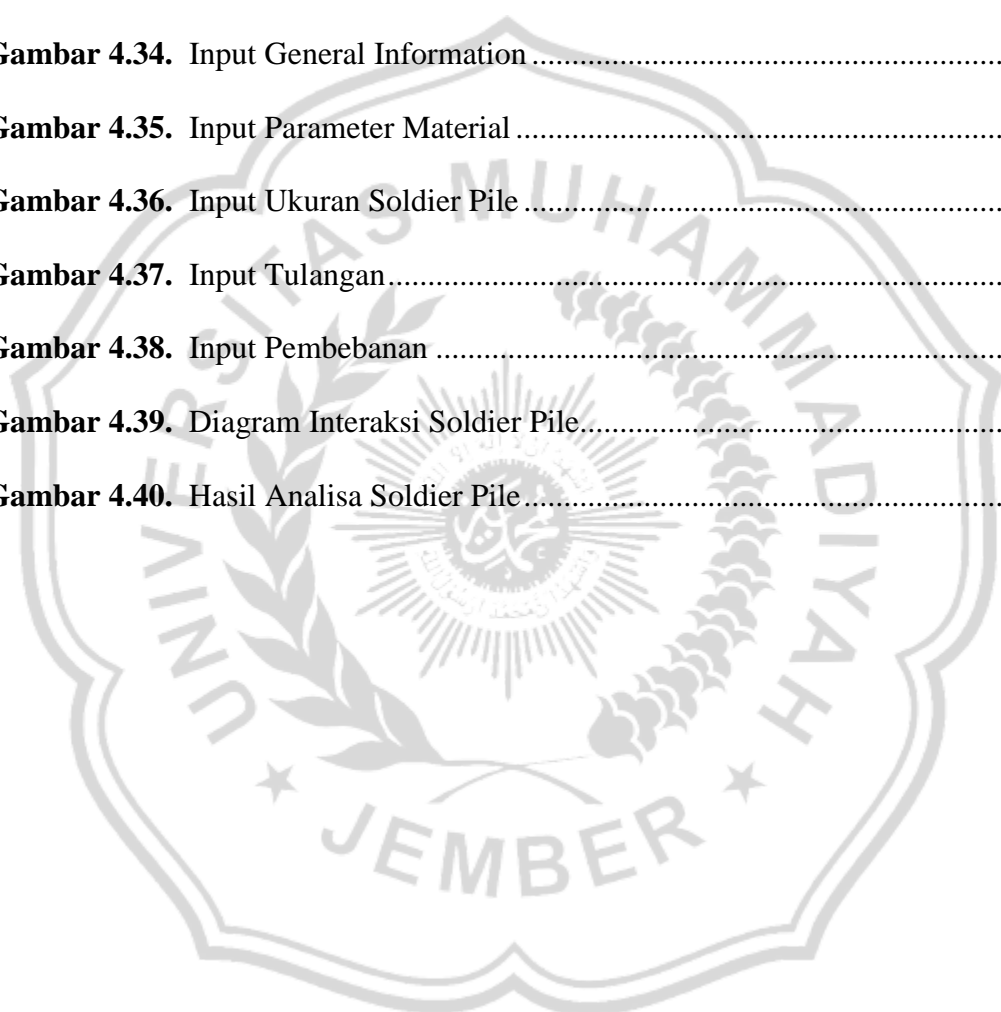 Gambar 4.34. Input General Information ............................................................
Gambar 4.35. Input Parameter Material ............................................................
Gambar 4.36. Input Ukuran Soldier Pile ............................................................
Gambar 4.37. Input Tulangan ............................................................
Gambar 4.38. Input Pembebanan ............................................................
Gambar 4.39. Diagram Interaksi Soldier Pile ............................................................
Gambar 4.40. Hasil Analisa Soldier Pile ............................................................
UNIVERSITAS MUHAMMADIYAH
JEMBER